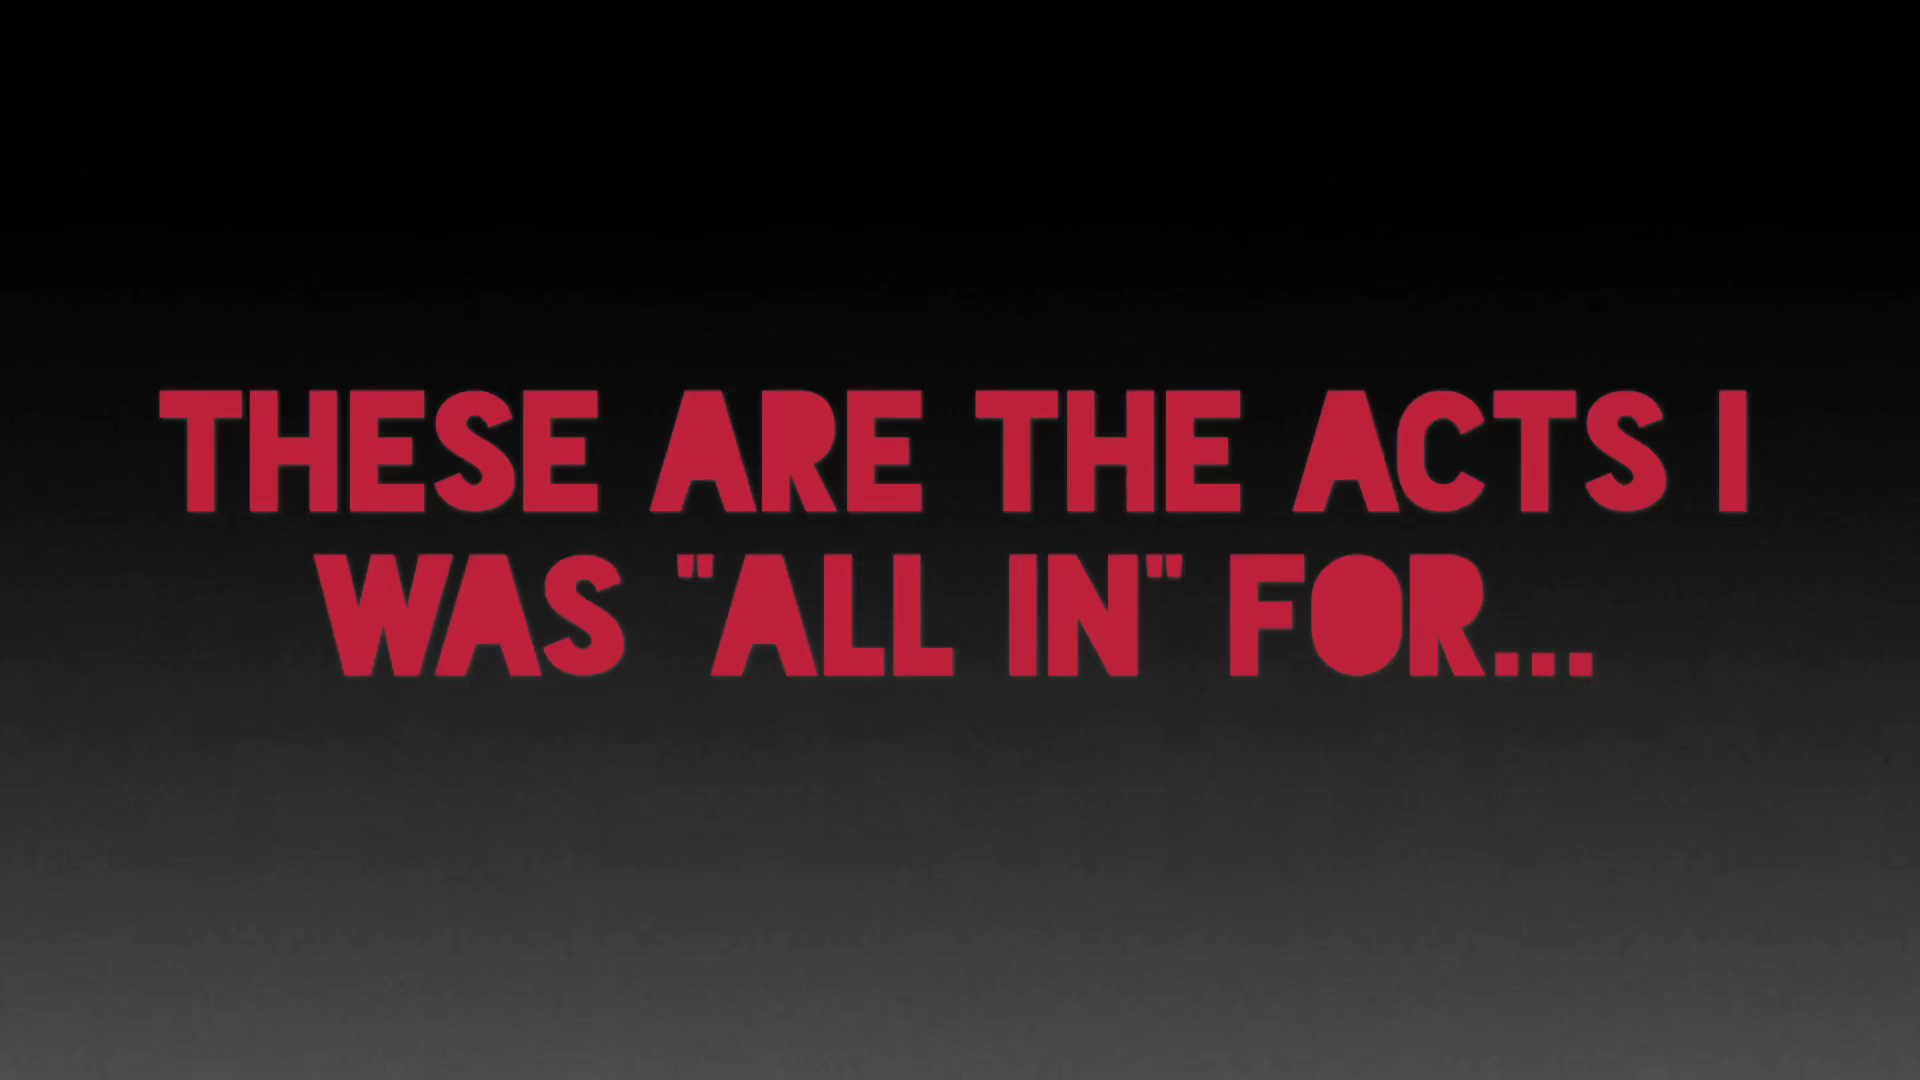 THESE ARE THE ACTS I
WAS "ALL IN" FOR...